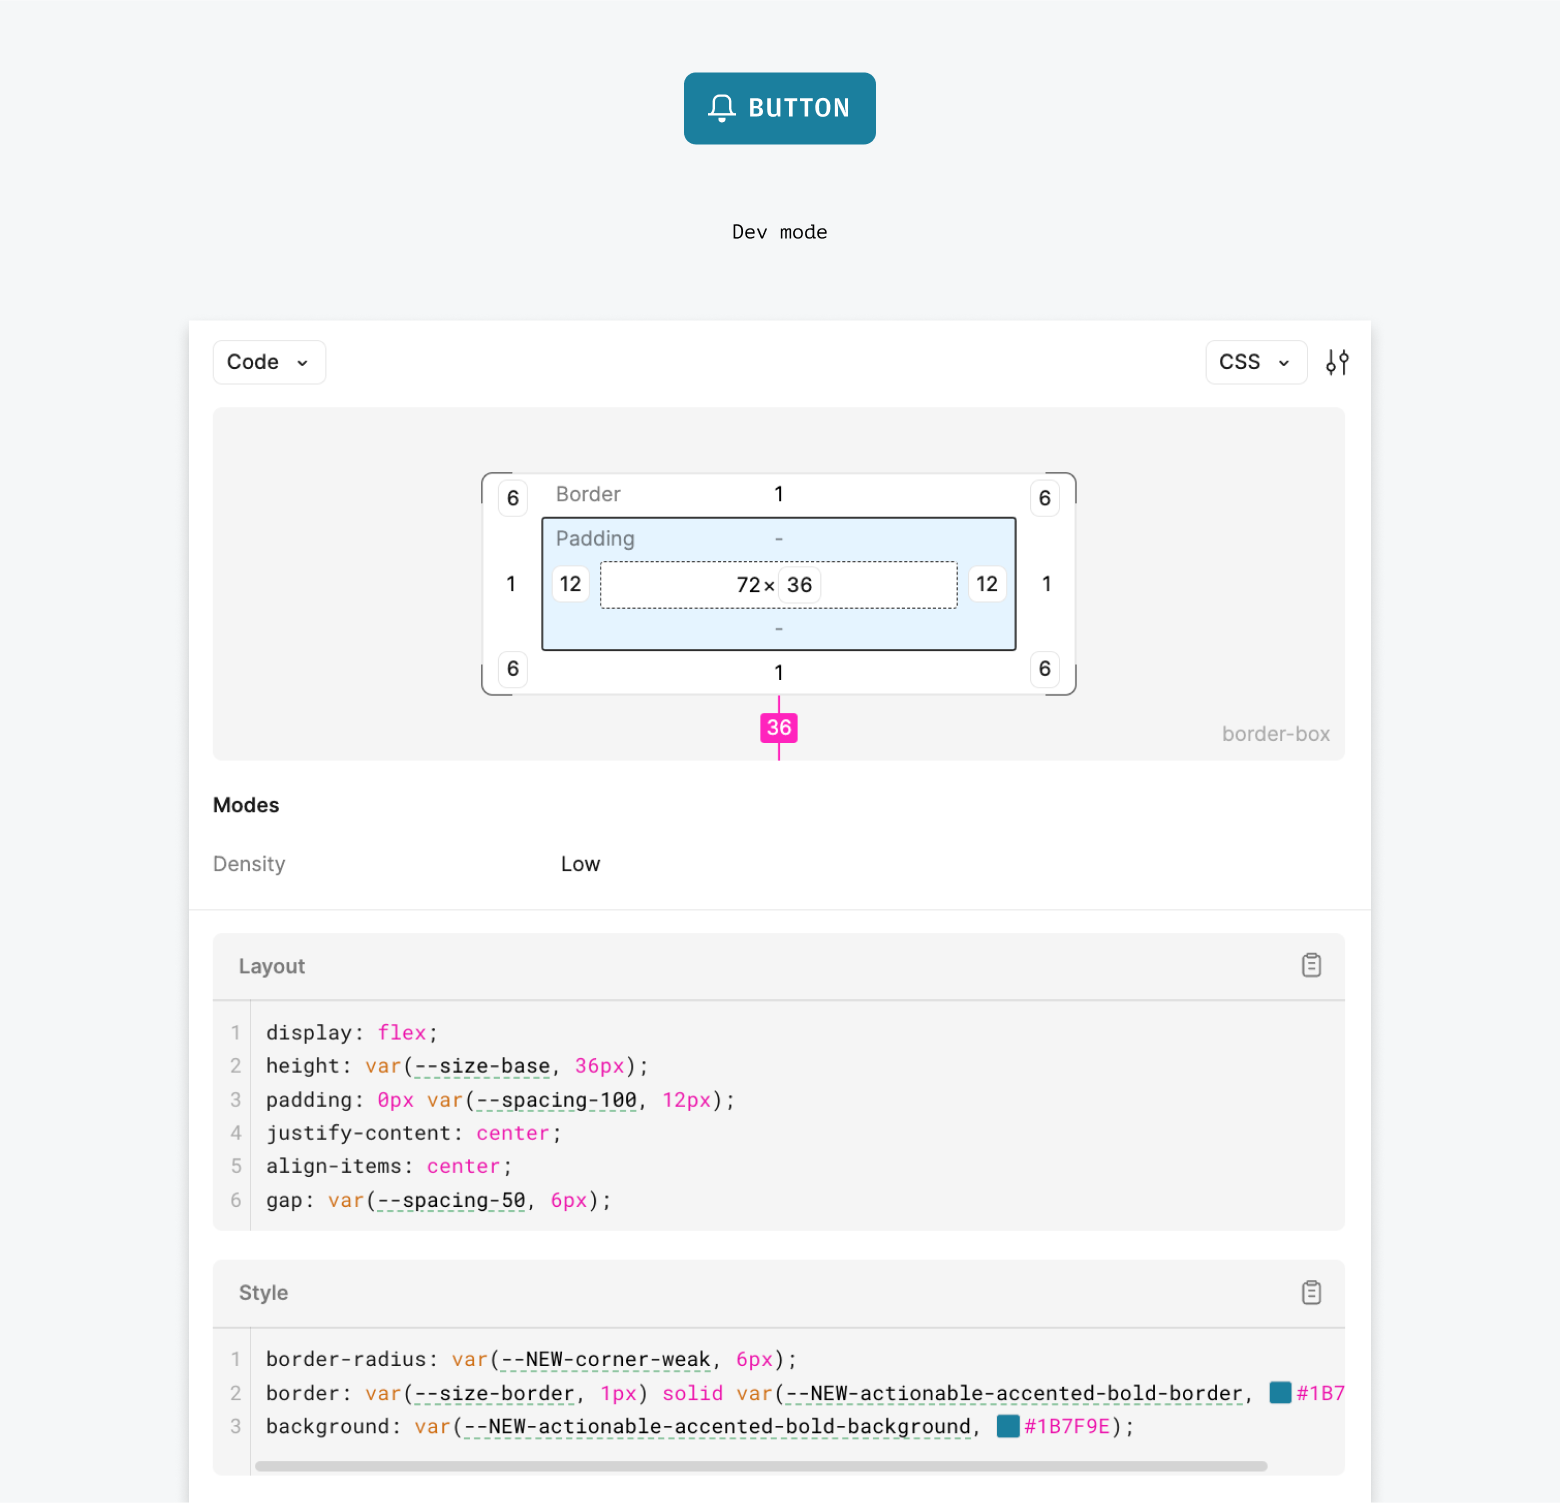 BUTTON
Dev mode
Code
CSS
6
Border
1
6
Padding
-
1
12
72×
36
12
1
-
6
1
6
36
border-box
Modes
Density
Low
Layout
1 display: flex;
2 height: var(--size-base, 36px);
3 padding: 0px var(--spacing-100, 12px);
4 justify-content: center;
5 align-items: center;
6 gap: var(--spacing-50, 6px);
Style
1 border-radius: var(--NEW-corner-weak, 6px);
2 border: var(--size-border, 1px) solid var(--NEW-actionable-accented-bold-border, #1B7
3 background: var(--NEW-actionable-accented-bold-background, #1B7F9E);